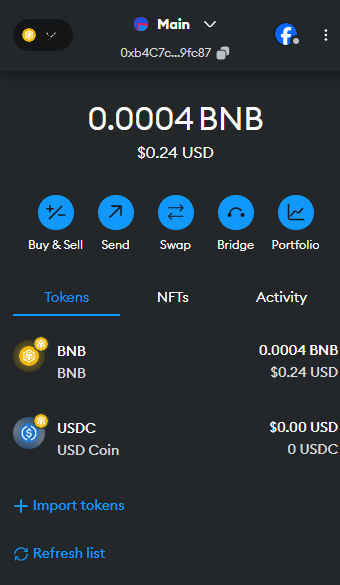 Main
0xb4C7c...9fc87
0.0004 BNB
$0.24 USD
Buy & Sell
Send
Swap
Bridge
Portfolio
Tokens
NFTs
Activity
BNB
0.0004 BNB
BNB
$0.24 USD
USDC
$0.00 USD
USD Coin
0 USDC
Import tokens
Refresh list